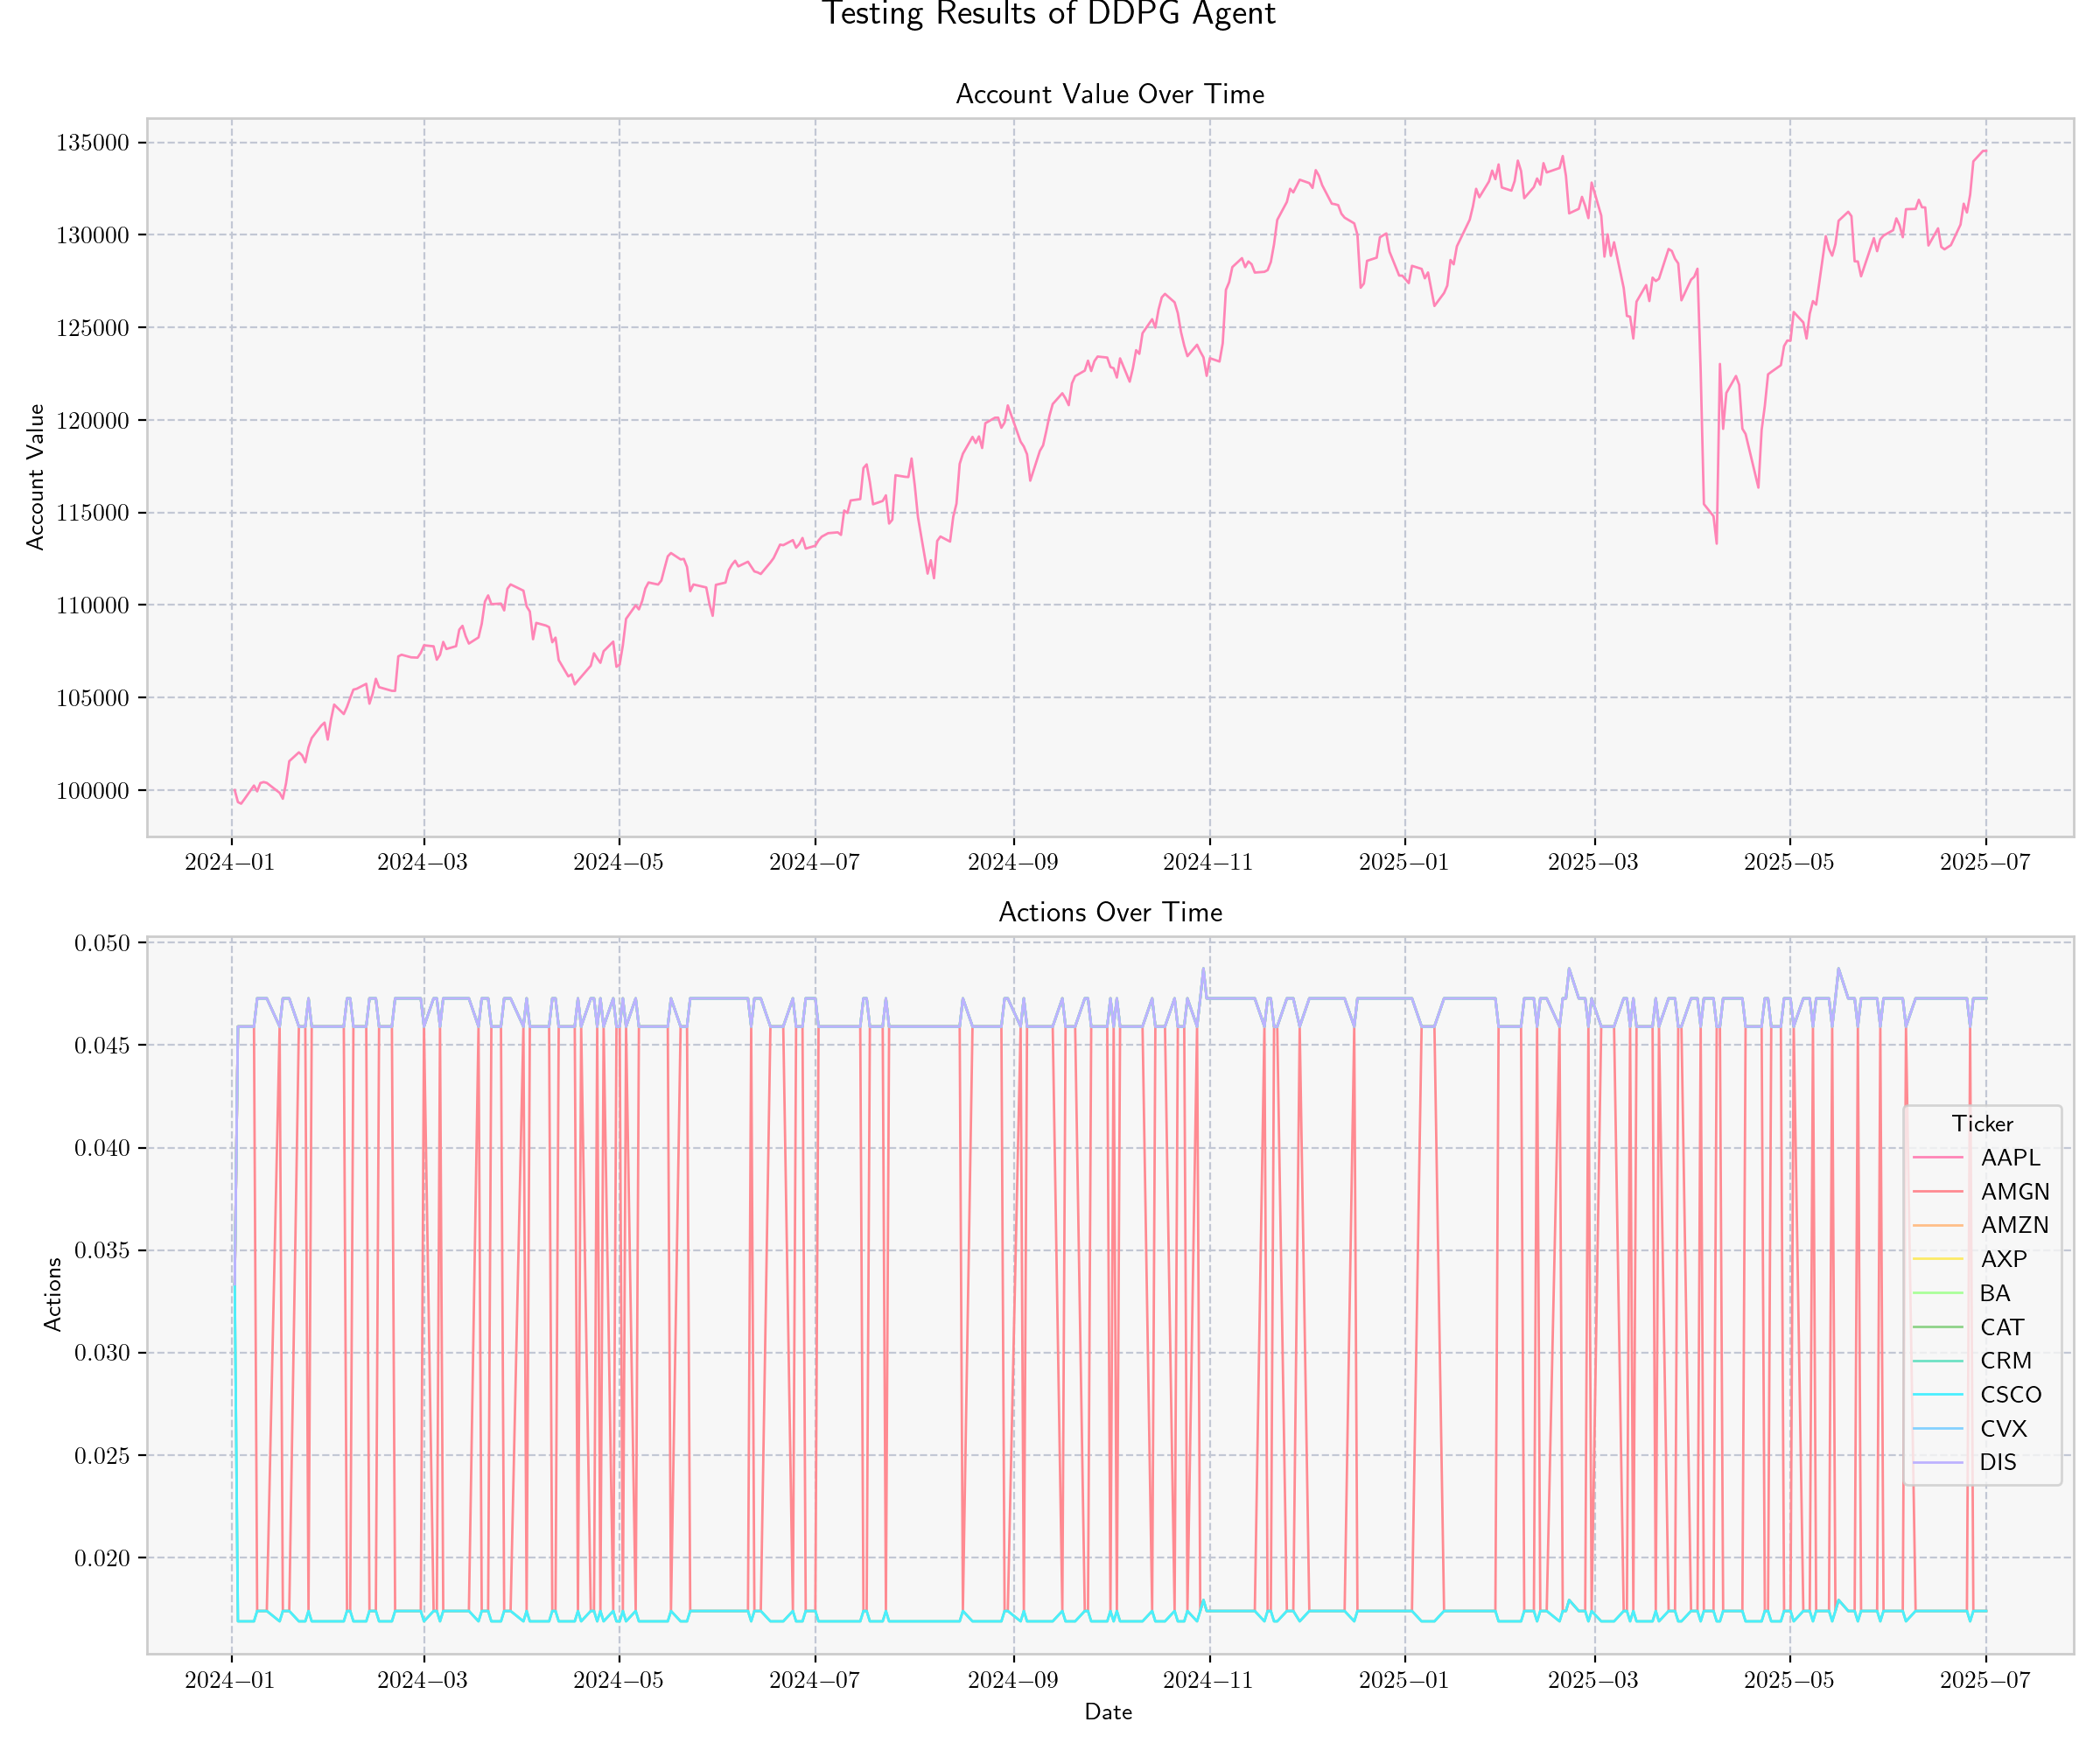 Testing Results of DDPG Agent
Account Value Over Time
Account Value
135000
130000
125000
120000
115000
110000
105000
100000
2024–01 2024–03 2024–05 2024–07 2024–09 2024–11 2025–01 2025–03 2025–05 2025–07
Actions Over Time
Actions
0.050
0.045
0.040
0.035
0.030
0.025
0.020
Ticker
AAPL
AMGN
AMZN
AXP
BA
CAT
CRM
CSCO
CVX
DIS
2024–01 2024–03 2024–05 2024–07 2024–09 2024–11 2025–01 2025–03 2025–05 2025–07
Date